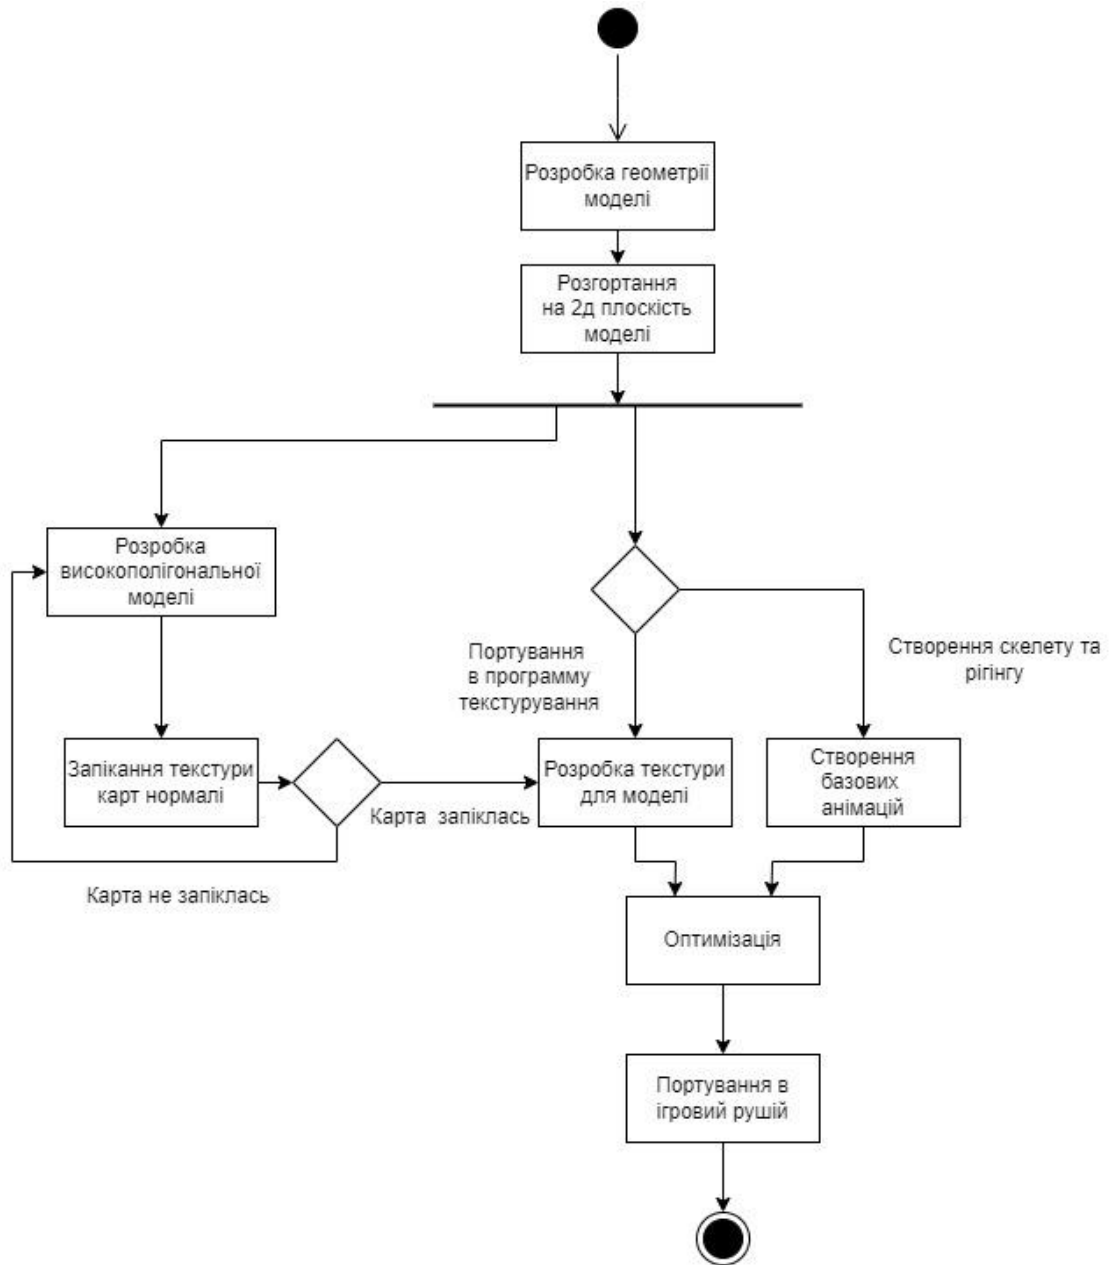 Розробка геометрії
моделі
Розгортання
на 2д плоскість
моделі
Розробка
високополігональної
моделі
Портування
в программу
текстурування
Створення скелету та
рігінгу
Запікання текстури
карт нормалі
Карта запіклась
Розробка текстури
для моделі
Створення
базових
анімацій
Карта не запіклась
Оптимізація
Портування в
ігровий рушій